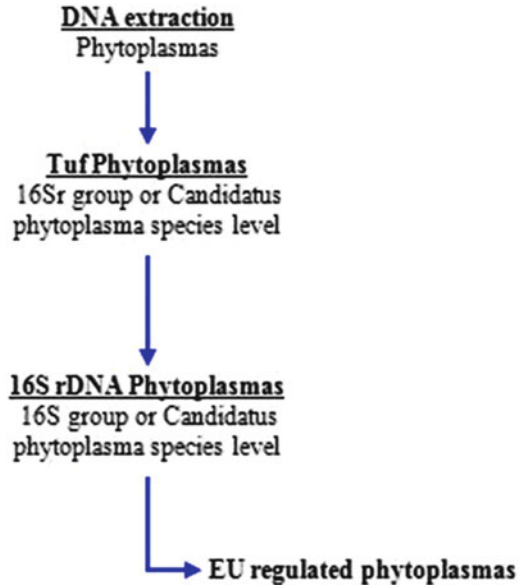 DNA extraction
Phytoplasmas
Tuf Phytoplasmas
16Sr group or Candidatus
phytoplasma species level
16S rDNA Phytoplasmas
16S group or Candidatus
phytoplasma species level
EU regulated phytoplasmas